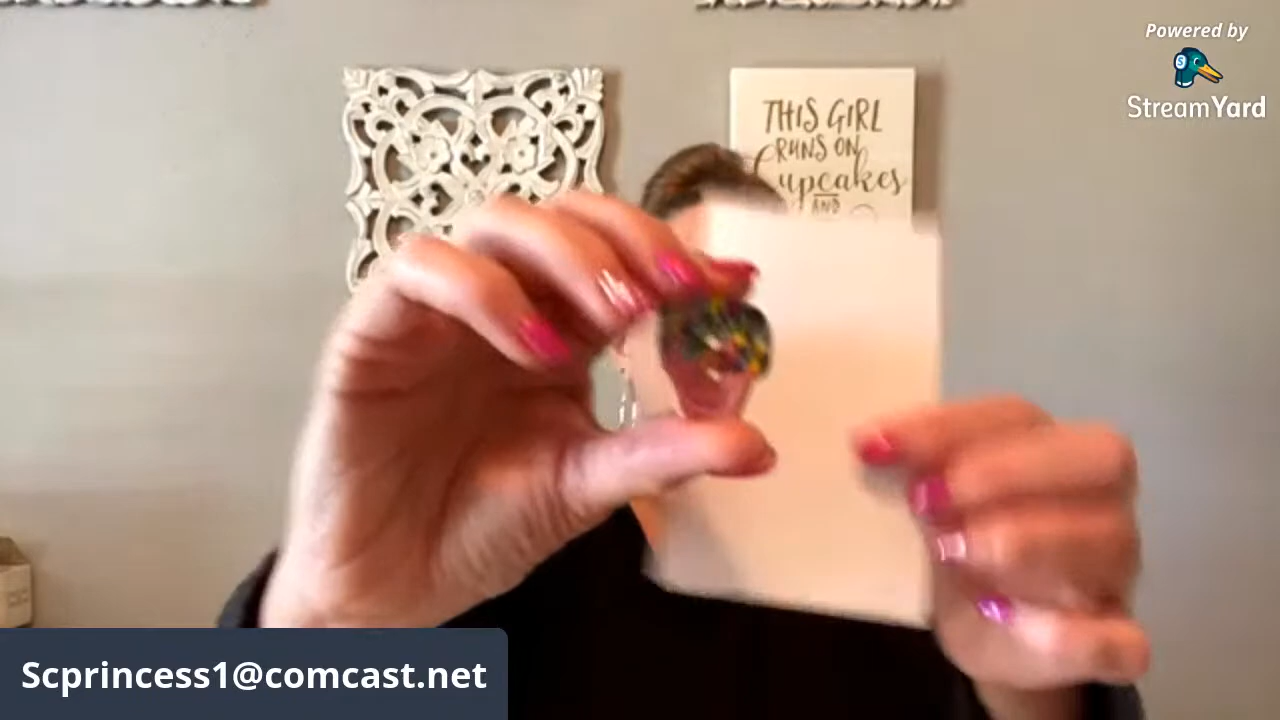 Powered by
StreamYard
THIS GIRL
RUNS ON
Cupcakes
AND
Scprincess1@comcast.net